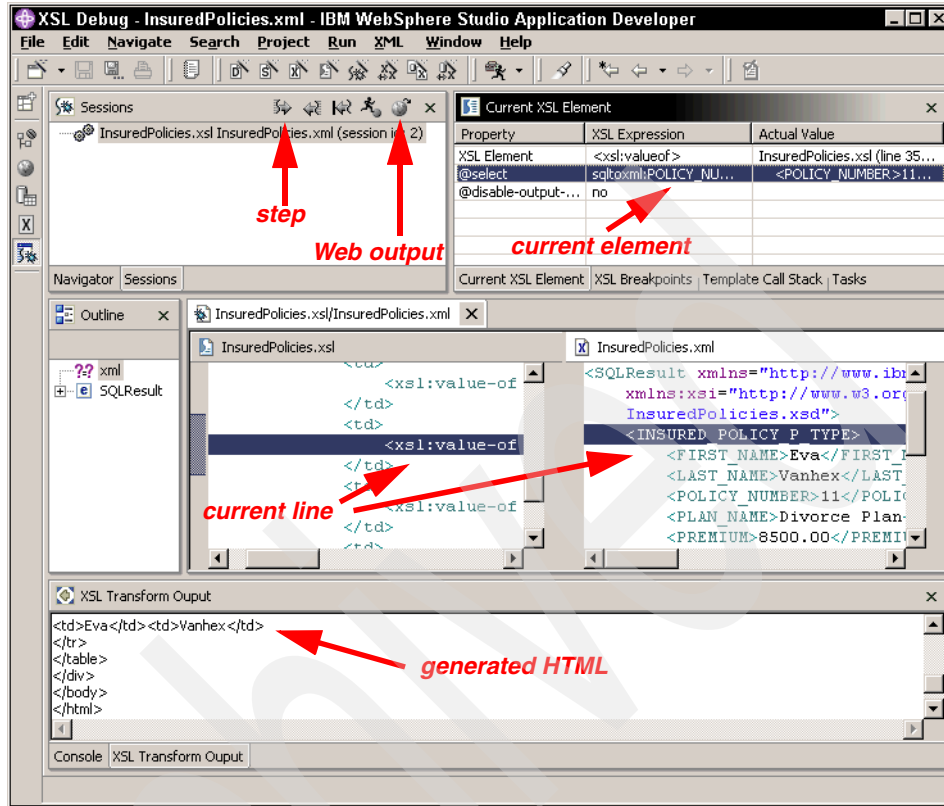 XSL Debug - InsuredPolicies.xml - IBM WebSphere Studio Application Developer
File Edit Navigate Search Project Run XML Window Help
Sessions
InsuredPolicies.xsl InsuredPolicies.xml (session id: 2)
step
Web output
Navigator Sessions
Current XSL Element
Property XSL Expression Actual Value
XSL Element <xsl:valueof> InsuredPolicies.xsl (line 35...
@select sqltoxml:POLICY_NU... <POLICY_NUMBER>11...
@disable-output-... no
current element
Current XSL Element XSL Breakpoints Template Call Stack Tasks
Outline
?-? xml
e SQLResult
InsuredPolicies.xsl/InsuredPolicies.xml
InsuredPolicies.xsl
<xsl:value-of
</td>
<td>
<xsl:value-of
</td>
<xsl:value-of
</td>
<td>
current line
InsuredPolicies.xml
<SQLResult xmlns="http://www.ibm
xmlns:xsi="http://www.w3.org
InsuredPolicies.xsd">
<INSURED_POLICY_P_TYPE>
<FIRST_NAME>Eva</FIRST_N
<LAST_NAME>Vanhex</LAST_
<POLICY_NUMBER>11</POLIC
<PLAN_NAME>Divorce Plan-
<PREMIUM>8500.00</PREMIU
XSL Transform Ouput
<td>Eva</td><td>Vanhex</td>
</tr>
</table>
</div>
</body>
</html>
generated HTML
Console XSL Transfom Ouput